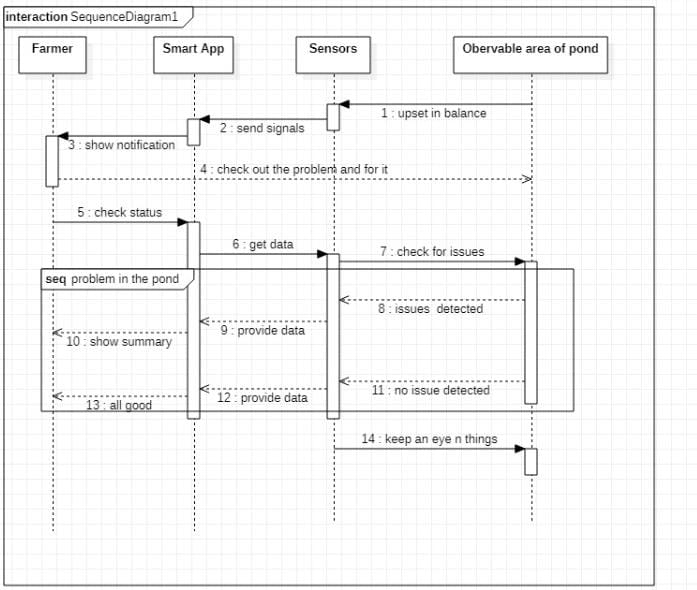 interaction SequenceDiagram1
Farmer
Smart App
Sensors
Obervable area of pond
1 : upset in balance
2 : send signals
3 : show notification
4 : check out the problem and for it
5 : check status
6 : get data
7 : check for issues
seq problem in the pond
8 : issues detected
9 : provide data
10 : show summary
11 : no issue detected
12 : provide data
13 : all good
14 : keep an eye n things